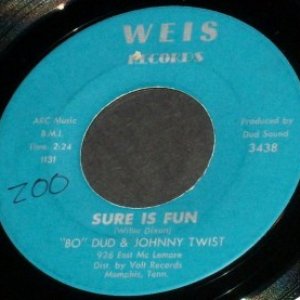 WEIS
RECORDS
ARC Music
B.M.I.
Time: 2:24
1131
Produced by
Dud Sound
3438
ZOO
SURE IS FUN
(Willie Dixon)
"BO" DUD & JOHNNY TWIST
926 East Mc Lemore
Dist. by Volt Records
Memphis, Tenn.